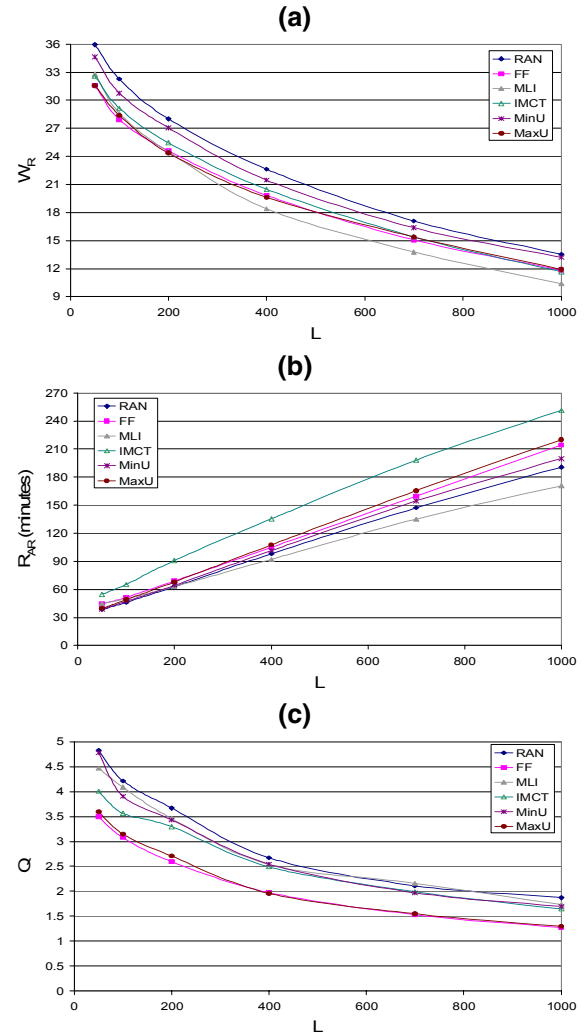 (a)
36
33
30
27
24
21
18
15
12
9
W_R
0
200
400
600
800
1000
L
RAN
FF
MLI
IMCT
MinU
MaxU
(b)
270
240
210
180
150
120
90
60
30
0
R_AR (minutes)
0
200
400
600
800
1000
L
RAN
FF
MLI
IMCT
MinU
MaxU
(c)
5
4.5
4
3.5
3
2.5
2
1.5
1
0.5
0
Q
0
200
400
600
800
1000
L
RAN
FF
MLI
IMCT
MinU
MaxU